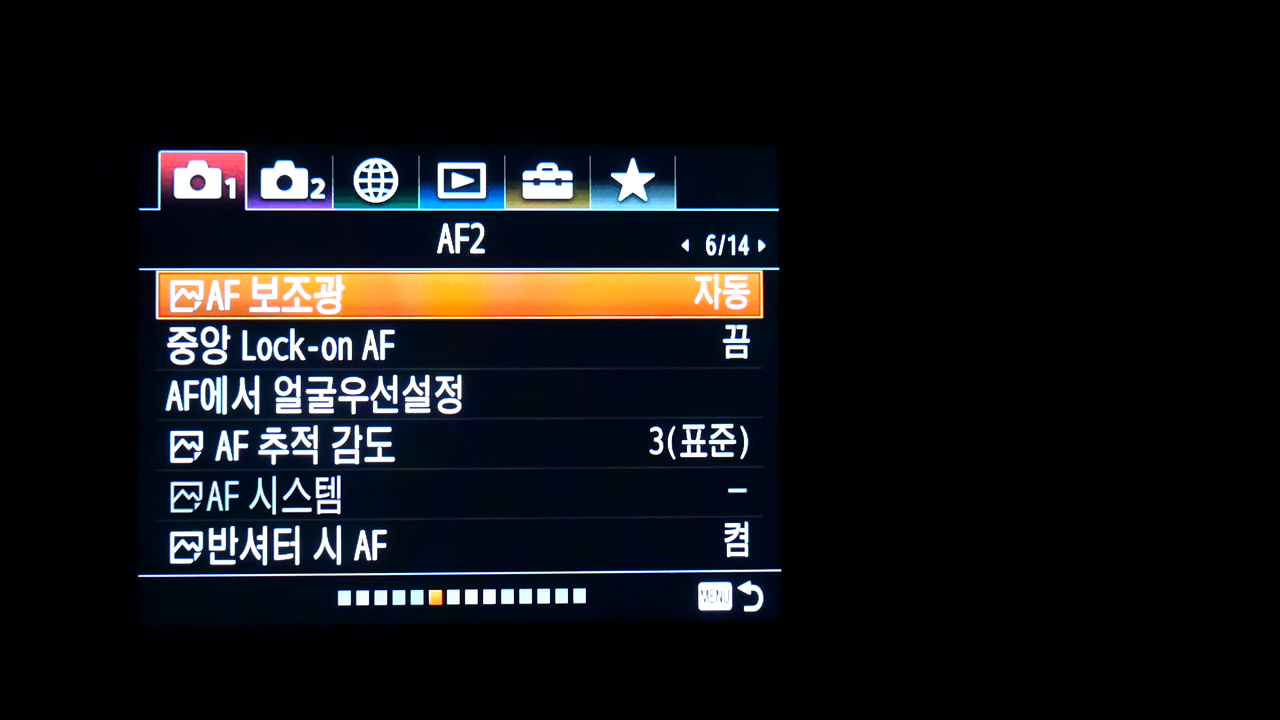 1 2
AF2 6/14
AF 보조광 자동
중앙 Lock-on AF 끔
AF에서 얼굴우선설정
AF 추적 감도 3(표준)
AF 시스템 –
반셔터 시 AF 켬
MENU